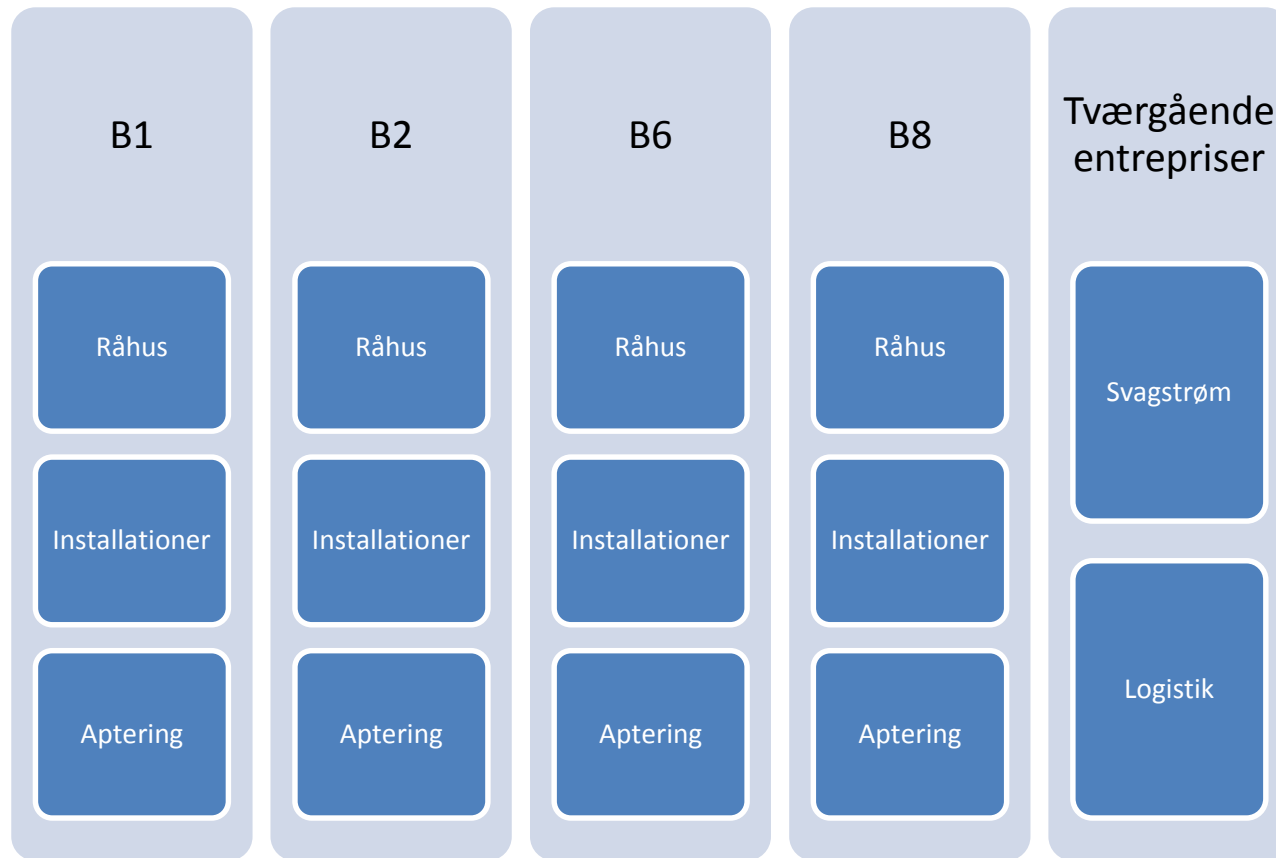 B1
B2
B6
B8
Tværgående
entrepriser
Råhus
Råhus
Råhus
Råhus
Svagstrøm
Installationer
Installationer
Installationer
Installationer
Logistik
Aptering
Aptering
Aptering
Aptering